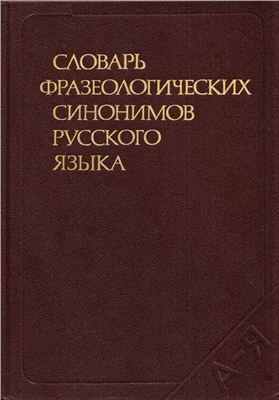 СЛОВАРЬ
ФРАЗЕОЛОГИЧЕСКИХ
СИНОНИМОВ
РУССКОГО
ЯЗЫКА
А-Я